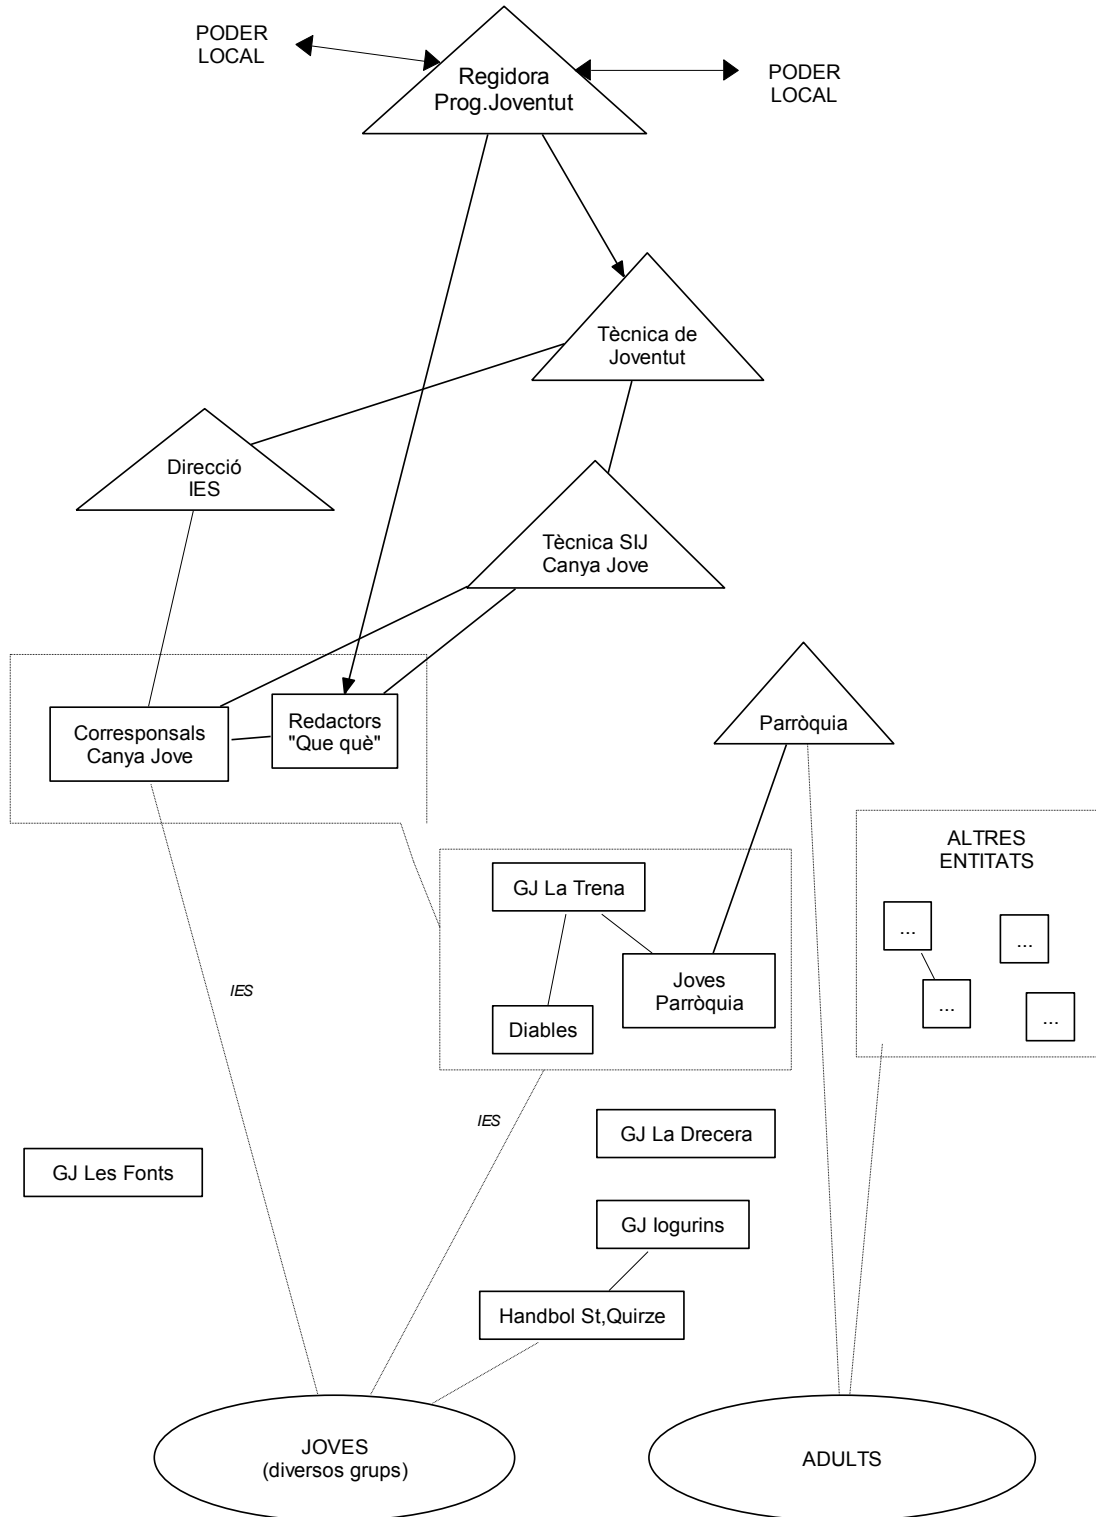 PODER
LOCAL
Regidora
Prog.Joventut
PODER
LOCAL
Tècnica de
Joventut
Direcció
IES
Tècnica SIJ
Canya Jove
Corresponsals
Canya Jove
Redactors
"Que què"
Parròquia
ALTRES
ENTITATS
GJ La Trena
...
...
Joves
Parròquia
IES
...
...
Diables
IES
GJ La Drecera
GJ Les Fonts
GJ Iogurins
Handbol St,Quirze
JOVES
(diversos grups)
ADULTS